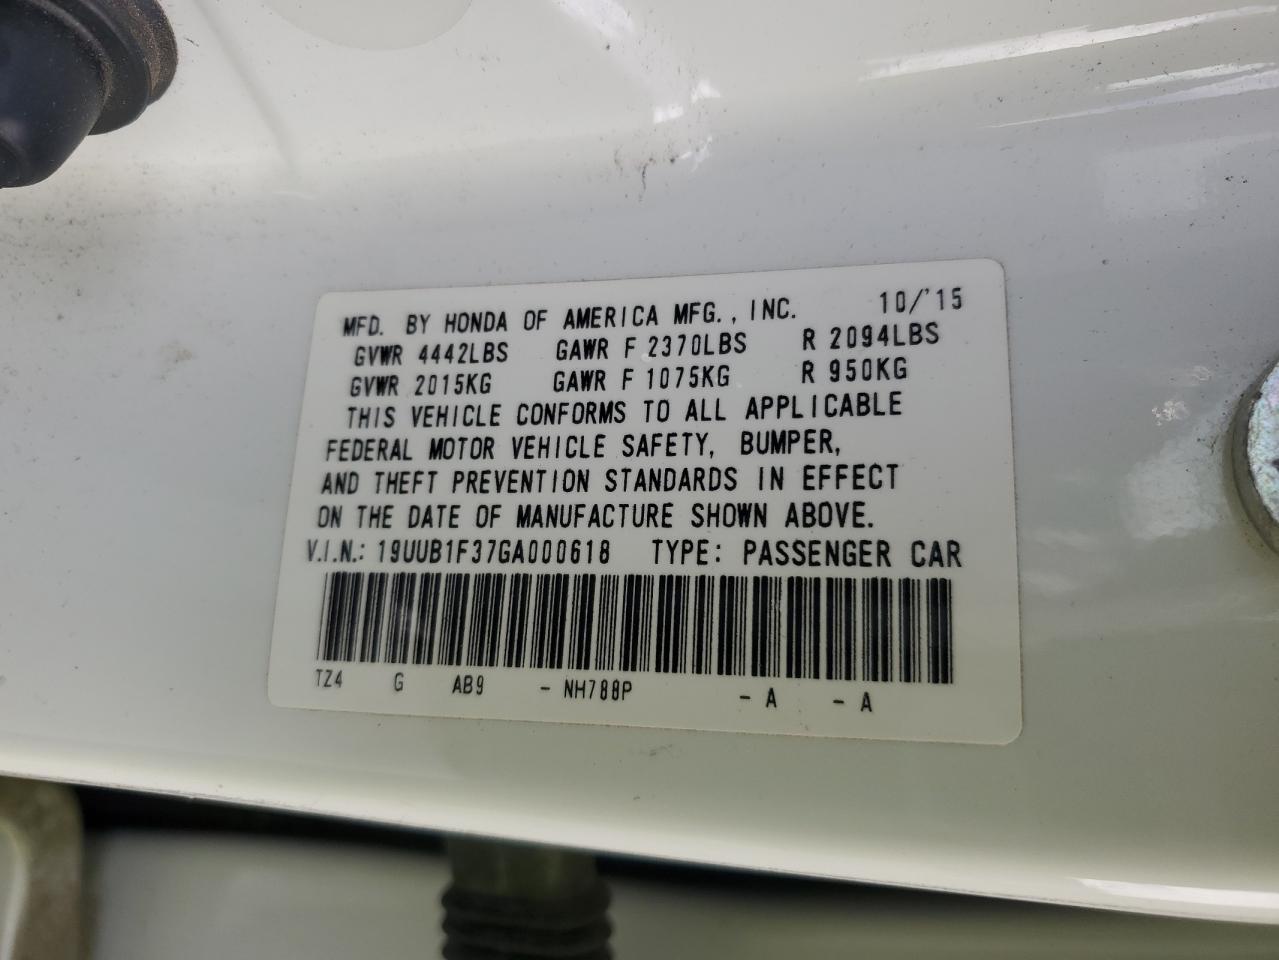 MFD. BY HONDA OF AMERICA MFG., INC. 10/'15
GVWR 4442LBS GAWR F 2370LBS R 2094LBS
GVWR 2015KG GAWR F 1075KG R 950KG
THIS VEHICLE CONFORMS TO ALL APPLICABLE
FEDERAL MOTOR VEHICLE SAFETY, BUMPER,
AND THEFT PREVENTION STANDARDS IN EFFECT
ON THE DATE OF MANUFACTURE SHOWN ABOVE.
V.I.N.: 19UUB1F37GA000618 TYPE: PASSENGER CAR
TZ4 G AB9 - NH788P - A - A